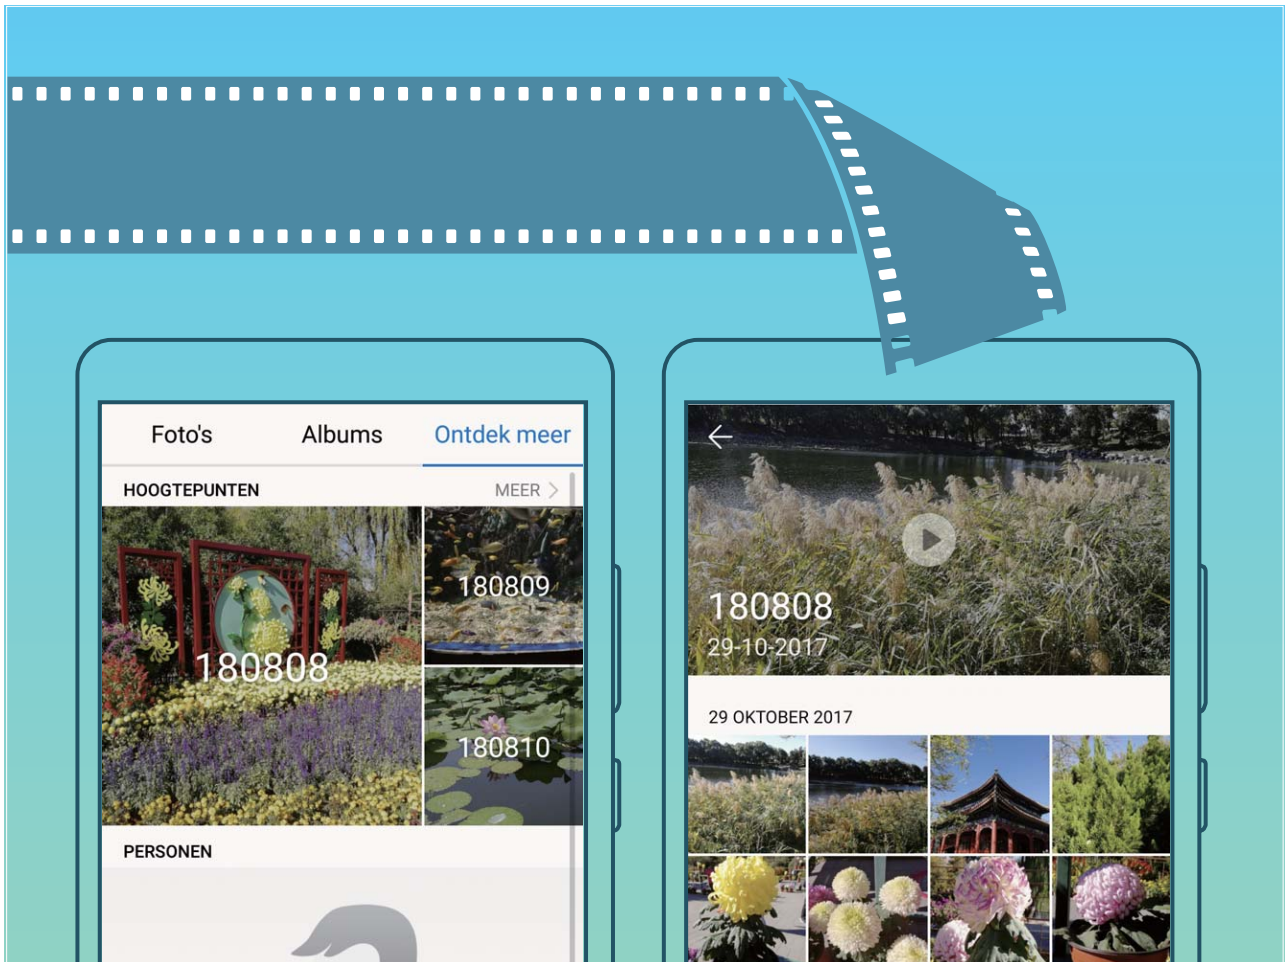 Foto's Albums Ontdek meer
HOOGTEPUNTEN MEER
180808
180809
180810
PERSONEN
180808
29-10-2017
29 OKTOBER 2017